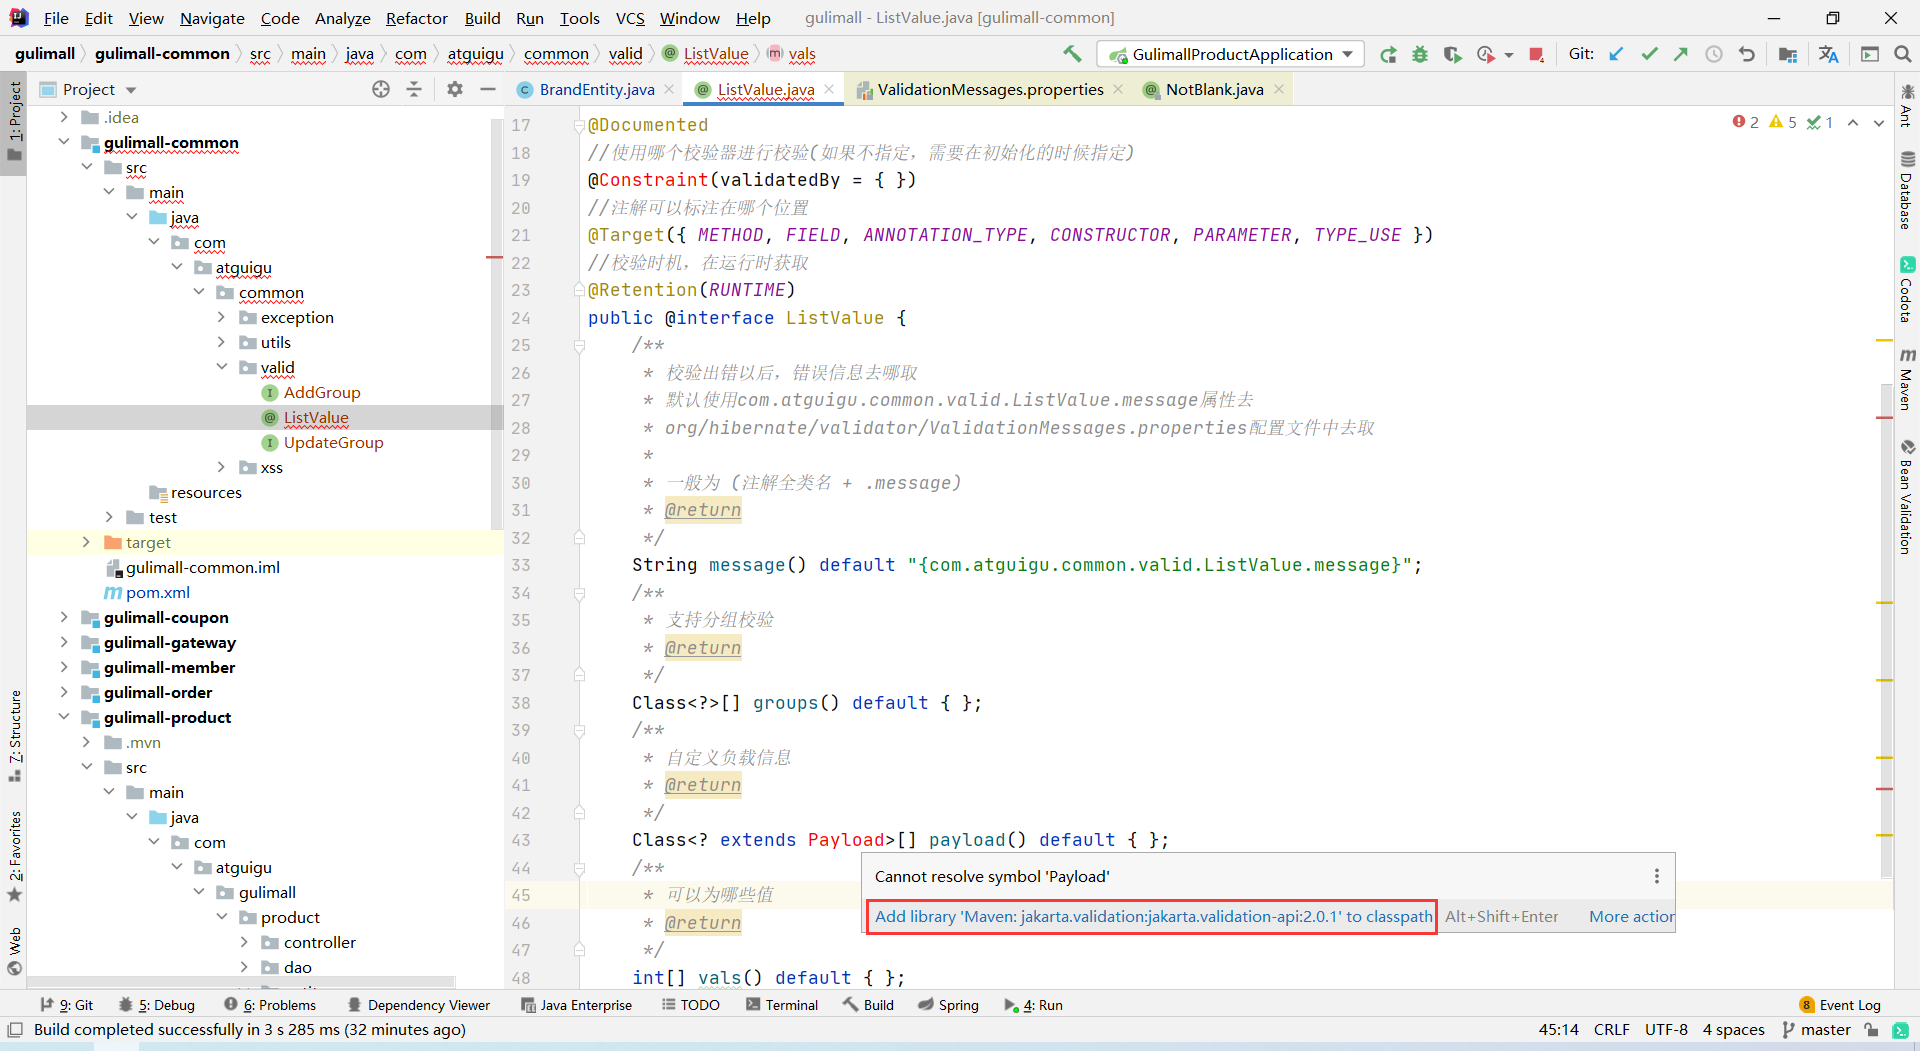 File Edit View Navigate Code Analyze Refactor Build Run Tools VCS Window Help gulimall - ListValue.java [gulimall-common]
gulimall gulimall-common src main java com atguigu common valid ListValue vals GulimallProductApplication Git:
Project
BrandEntity.java ListValue.java ValidationMessages.properties NotBlank.java
1: Project
7: Structure
2: Favorites
Web
.idea
gulimall-common
src
main
java
com
atguigu
common
exception
utils
valid
AddGroup
ListValue
UpdateGroup
xss
resources
test
target
gulimall-common.iml
pom.xml
gulimall-coupon
gulimall-gateway
gulimall-member
gulimall-order
gulimall-product
.mvn
src
main
java
com
atguigu
gulimall
product
controller
dao
2 5 1
17 @Documented
18 //使用哪个校验器进行校验(如果不指定，需要在初始化的时候指定)
19 @Constraint(validatedBy = { })
20 //注解可以标注在哪个位置
21 @Target({ METHOD, FIELD, ANNOTATION_TYPE, CONSTRUCTOR, PARAMETER, TYPE_USE })
22 //校验时机，在运行时获取
23 @Retention(RUNTIME)
24 public @interface ListValue {
25 /**
26 * 校验出错以后，错误信息去哪取
27 * 默认使用com.atguigu.common.valid.ListValue.message属性去
28 * org/hibernate/validator/ValidationMessages.properties配置文件中去取
29 *
30 * 一般为 (注解全类名 + .message)
31 * @return
32 */
33 String message() default "{com.atguigu.common.valid.ListValue.message}";
34 /**
35 * 支持分组校验
36 * @return
37 */
38 Class<?>[] groups() default { };
39 /**
40 * 自定义负载信息
41 * @return
42 */
43 Class<? extends Payload>[] payload() default { };
44 /**
45 * 可以为哪些值
46 * @return
47 */
48 int[] vals() default { };
Cannot resolve symbol 'Payload'
Add library 'Maven: jakarta.validation:jakarta.validation-api:2.0.1' to classpath Alt+Shift+Enter More action
Ant
Database
Codota
Maven
Bean Validation
9: Git 5: Debug 6: Problems Dependency Viewer Java Enterprise TODO Terminal Build Spring 4: Run 8 Event Log
Build completed successfully in 3 s 285 ms (32 minutes ago) 45:14 CRLF UTF-8 4 spaces master